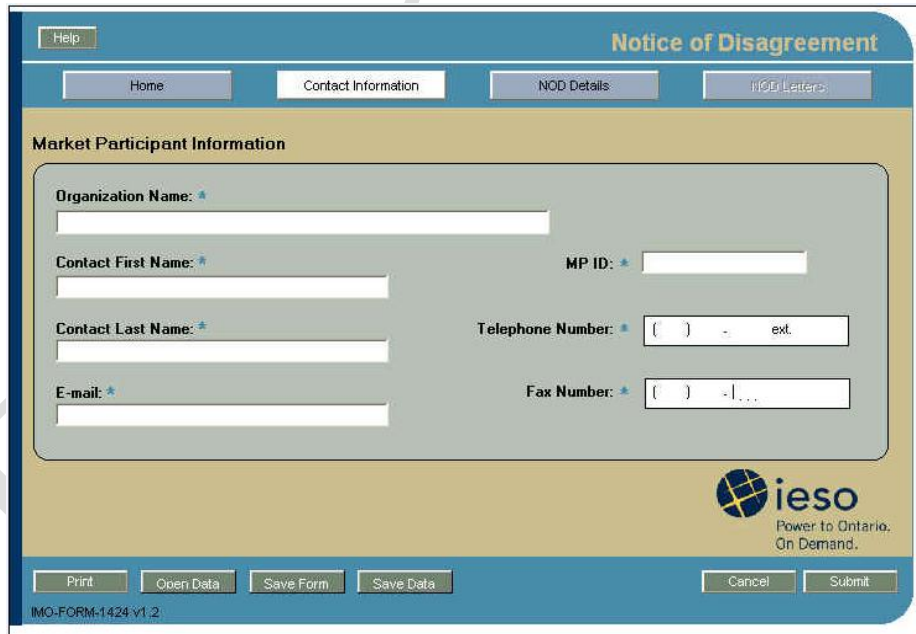 Help
Notice of Disagreement
Home Contact Information NOD Details NOD Letters
Market Participant Information
Organization Name: *
Contact First Name: *
MP ID: *
Contact Last Name: *
Telephone Number: * ( ) - ext.
E-mail: *
Fax Number: * ( ) - ...
ieso
Power to Ontario.
On Demand.
Print Open Data Save Form Save Data Cancel Submit
IMO-FORM-1424 v1.2